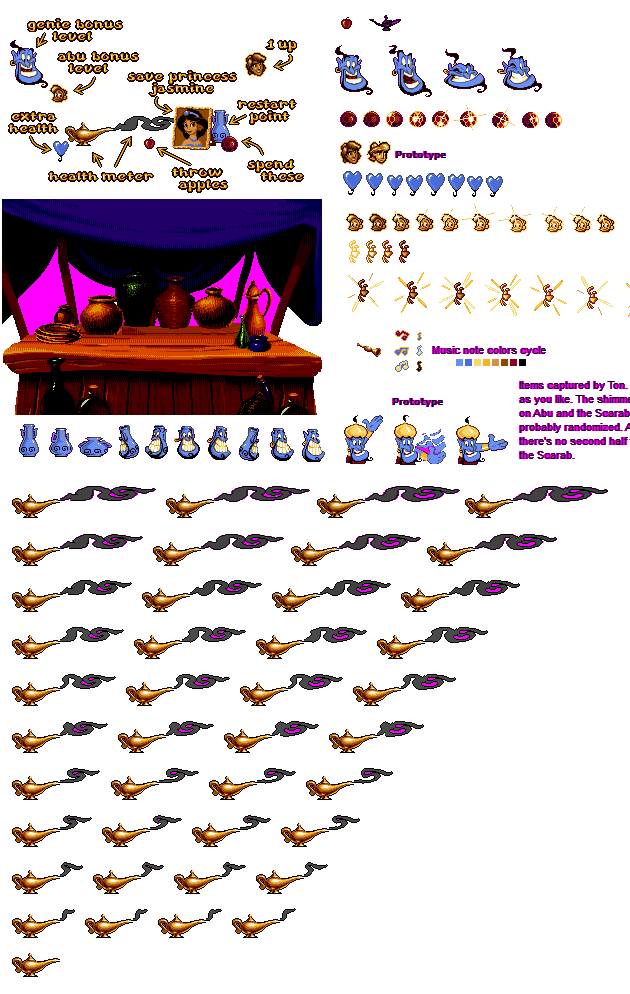 genie bonus
level
1 up
abu bonus
level
save princess
jasmine
extra
health
restart
point
health meter
throw
apples
spend
these
Prototype
Music note colors cycle
Prototype
Items captured by Ton.
as you like. The shimme
on Abu and the Scarab
probably randomized. A
there's no second half
the Scarab.